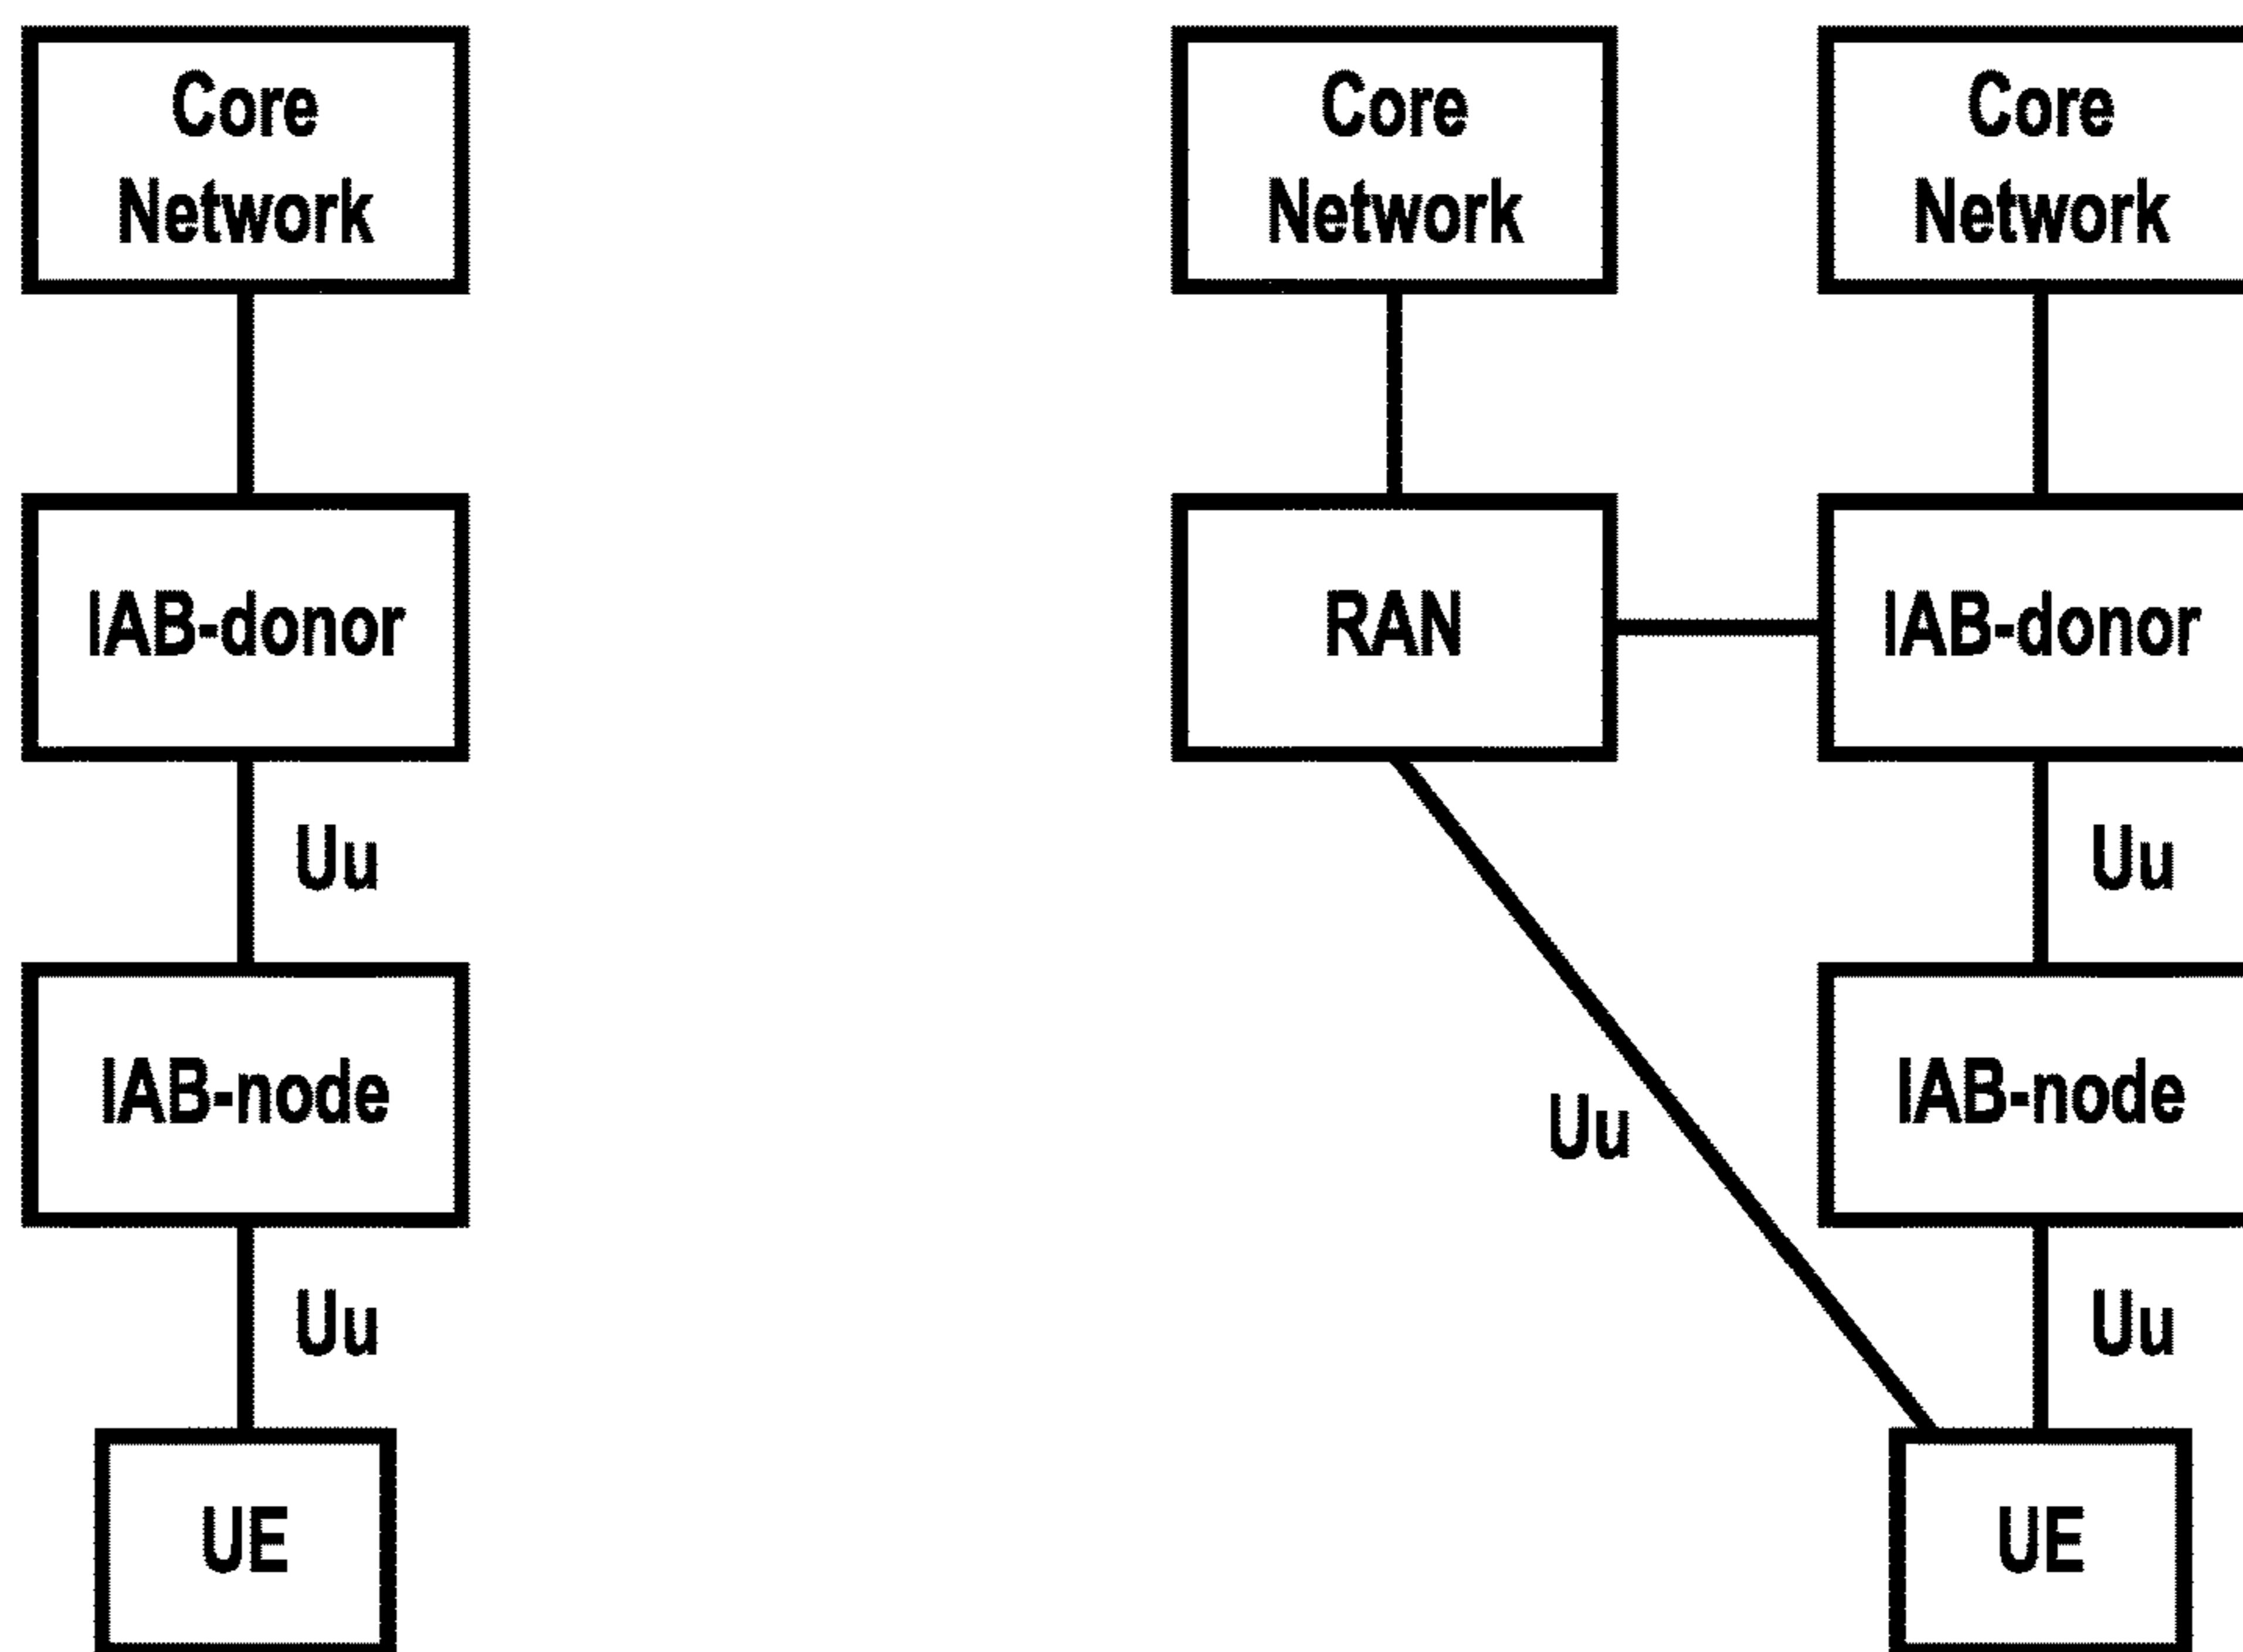 Core
Network
IAB-donor
Uu
IAB-node
Uu
UE
Core
Network
RAN
Uu
Core
Network
IAB-donor
Uu
IAB-node
Uu
UE